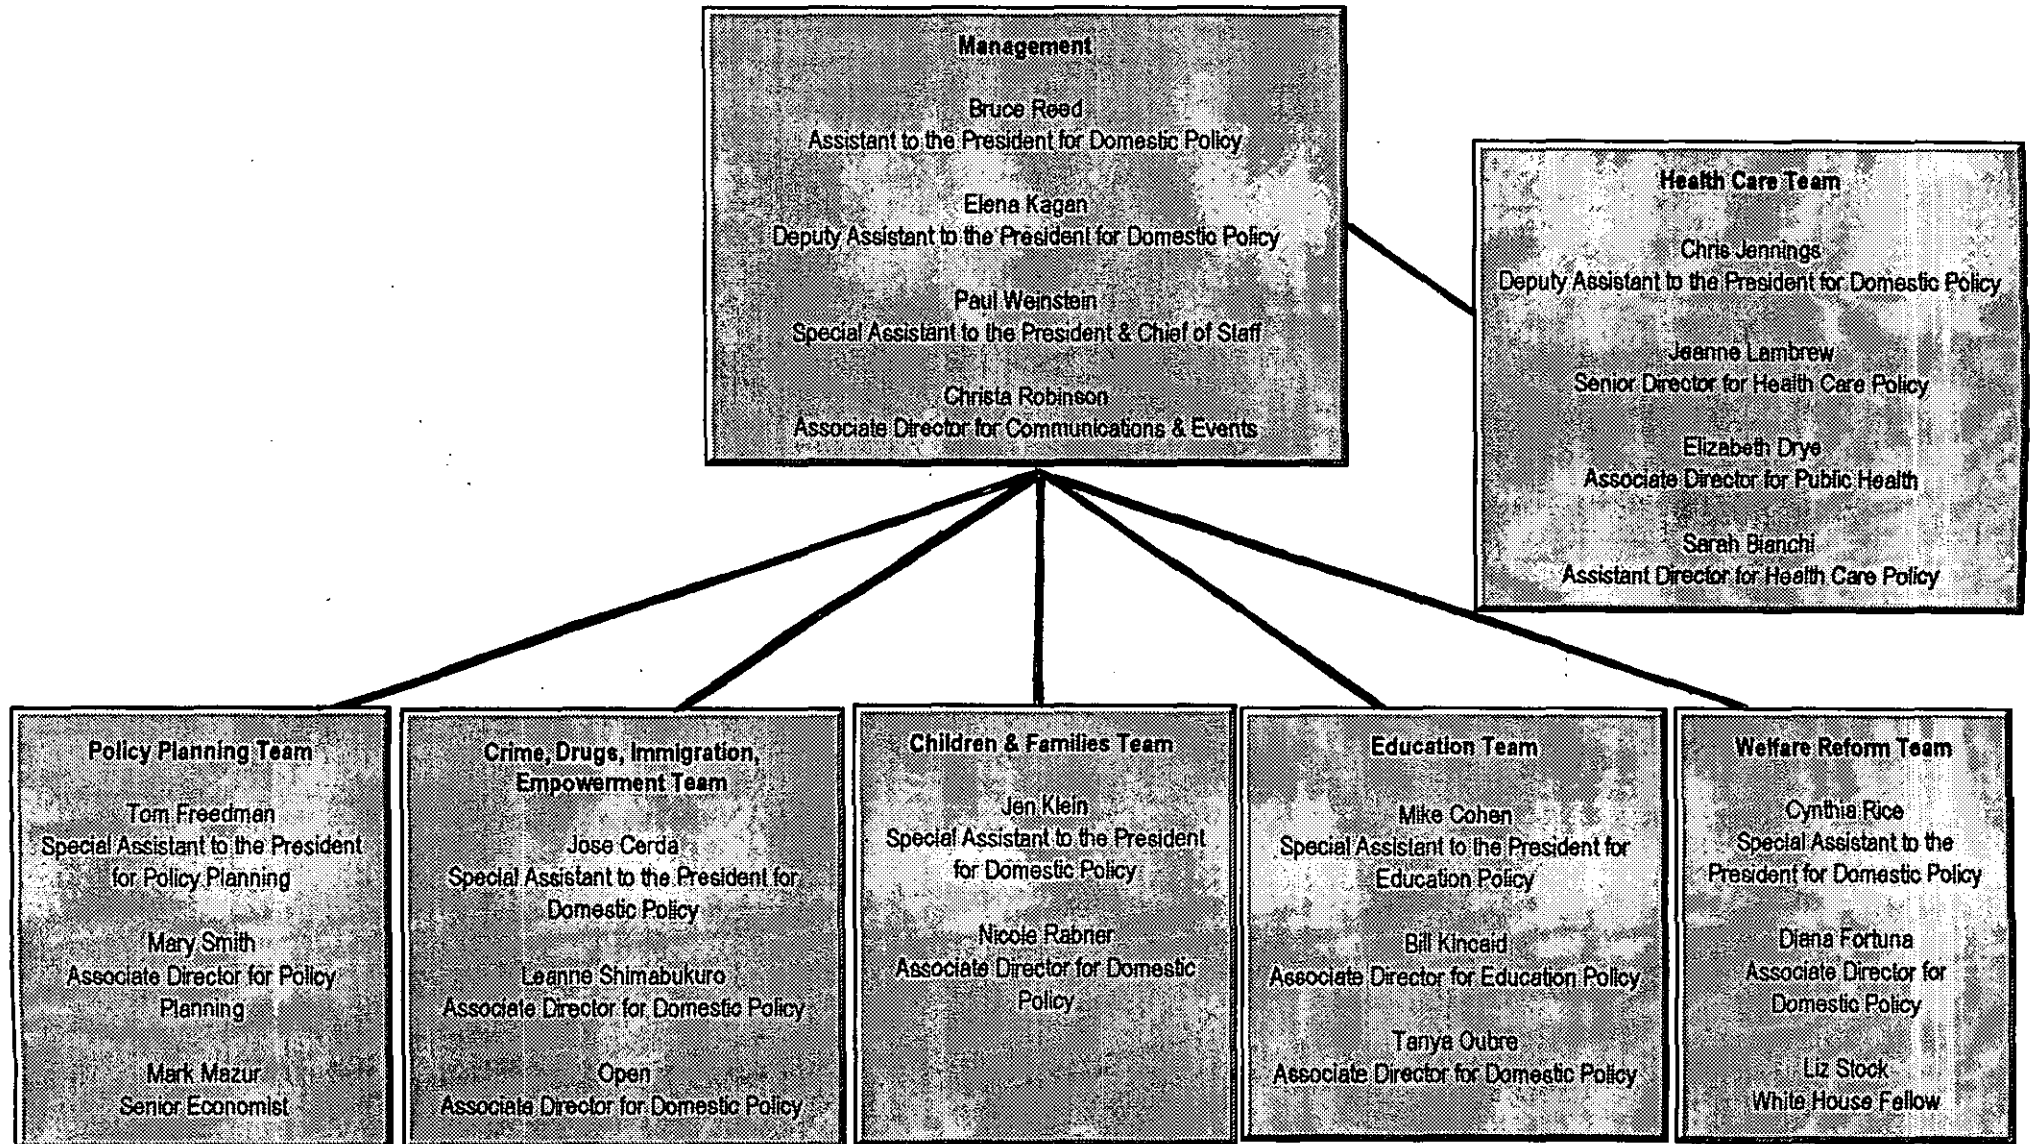 Management
Bruce Reed
Assistant to the President for Domestic Policy
Elena Kagan
Deputy Assistant to the President for Domestic Policy
Paul Weinstein
Special Assistant to the President & Chief of Staff
Christa Robinson
Associate Director for Communications & Events
Health Care Team
Chris Jennings
Deputy Assistant to the President for Domestic Policy
Jeanne Lambrew
Senior Director for Health Care Policy
Elizabeth Drye
Associate Director for Public Health
Sarah Bianchi
Assistant Director for Health Care Policy
Policy Planning Team
Tom Freedman
Special Assistant to the President
for Policy Planning
Mary Smith
Associate Director for Policy
Planning
Mark Mazur
Senior Economist
Crime, Drugs, Immigration,
Empowerment Team
Jose Cerda
Special Assistant to the President for
Domestic Policy
Leanne Shimabukuro
Associate Director for Domestic Policy
Open
Associate Director for Domestic Policy
Children & Families Team
Jen Klein
Special Assistant to the President
for Domestic Policy
Nicole Rabner
Associate Director for Domestic
Policy
Education Team
Mike Cohen
Special Assistant to the President for
Education Policy
Bill Kincaid
Associate Director for Education Policy
Tanya Oubre
Associate Director for Domestic Policy
Welfare Reform Team
Cynthia Rice
Special Assistant to the
President for Domestic Policy
Diana Fortuna
Associate Director for
Domestic Policy
Liz Stock
White House Fellow